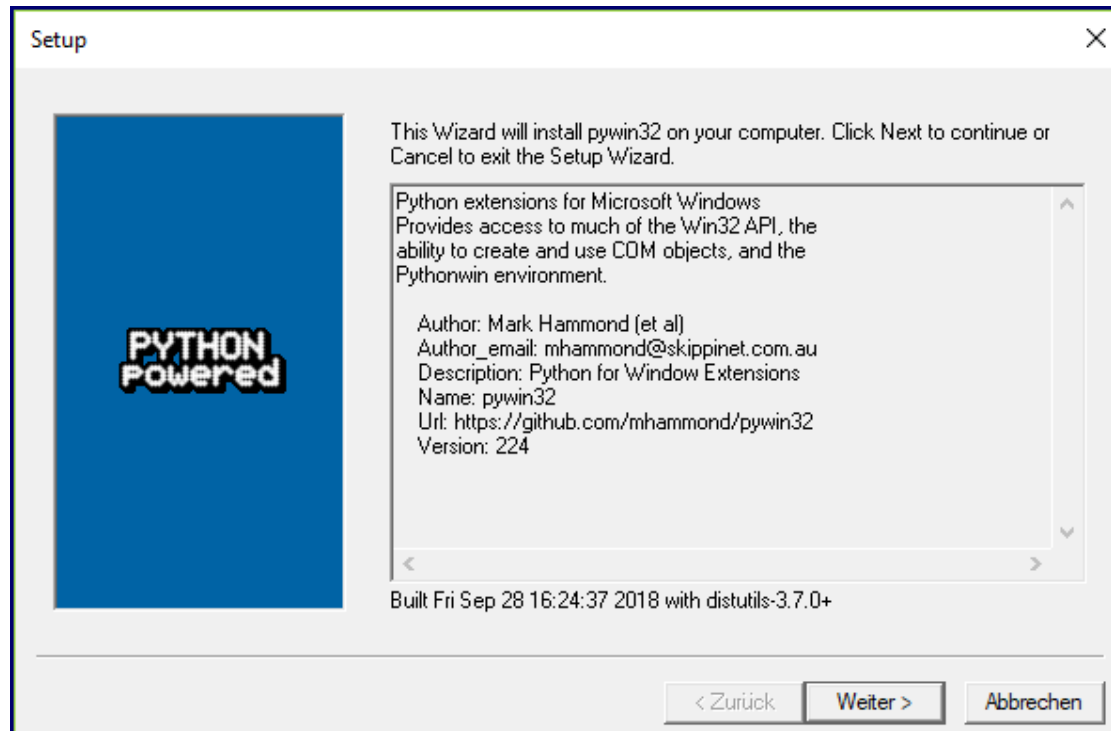 Setup
This Wizard will install pywin32 on your computer. Click Next to continue or
Cancel to exit the Setup Wizard.
Python extensions for Microsoft Windows
Provides access to much of the Win32 API, the
ability to create and use COM objects, and the
Pythonwin environment.
Author: Mark Hammond (et al)
Author_email: mhammond@skippinet.com.au
Description: Python for Window Extensions
Name: pywin32
Url: https://github.com/mhammond/pywin32
Version: 224
PYTHON
Powered
Built Fri Sep 28 16:24:37 2018 with distutils-3.7.0+
< Zurück Weiter > Abbrechen